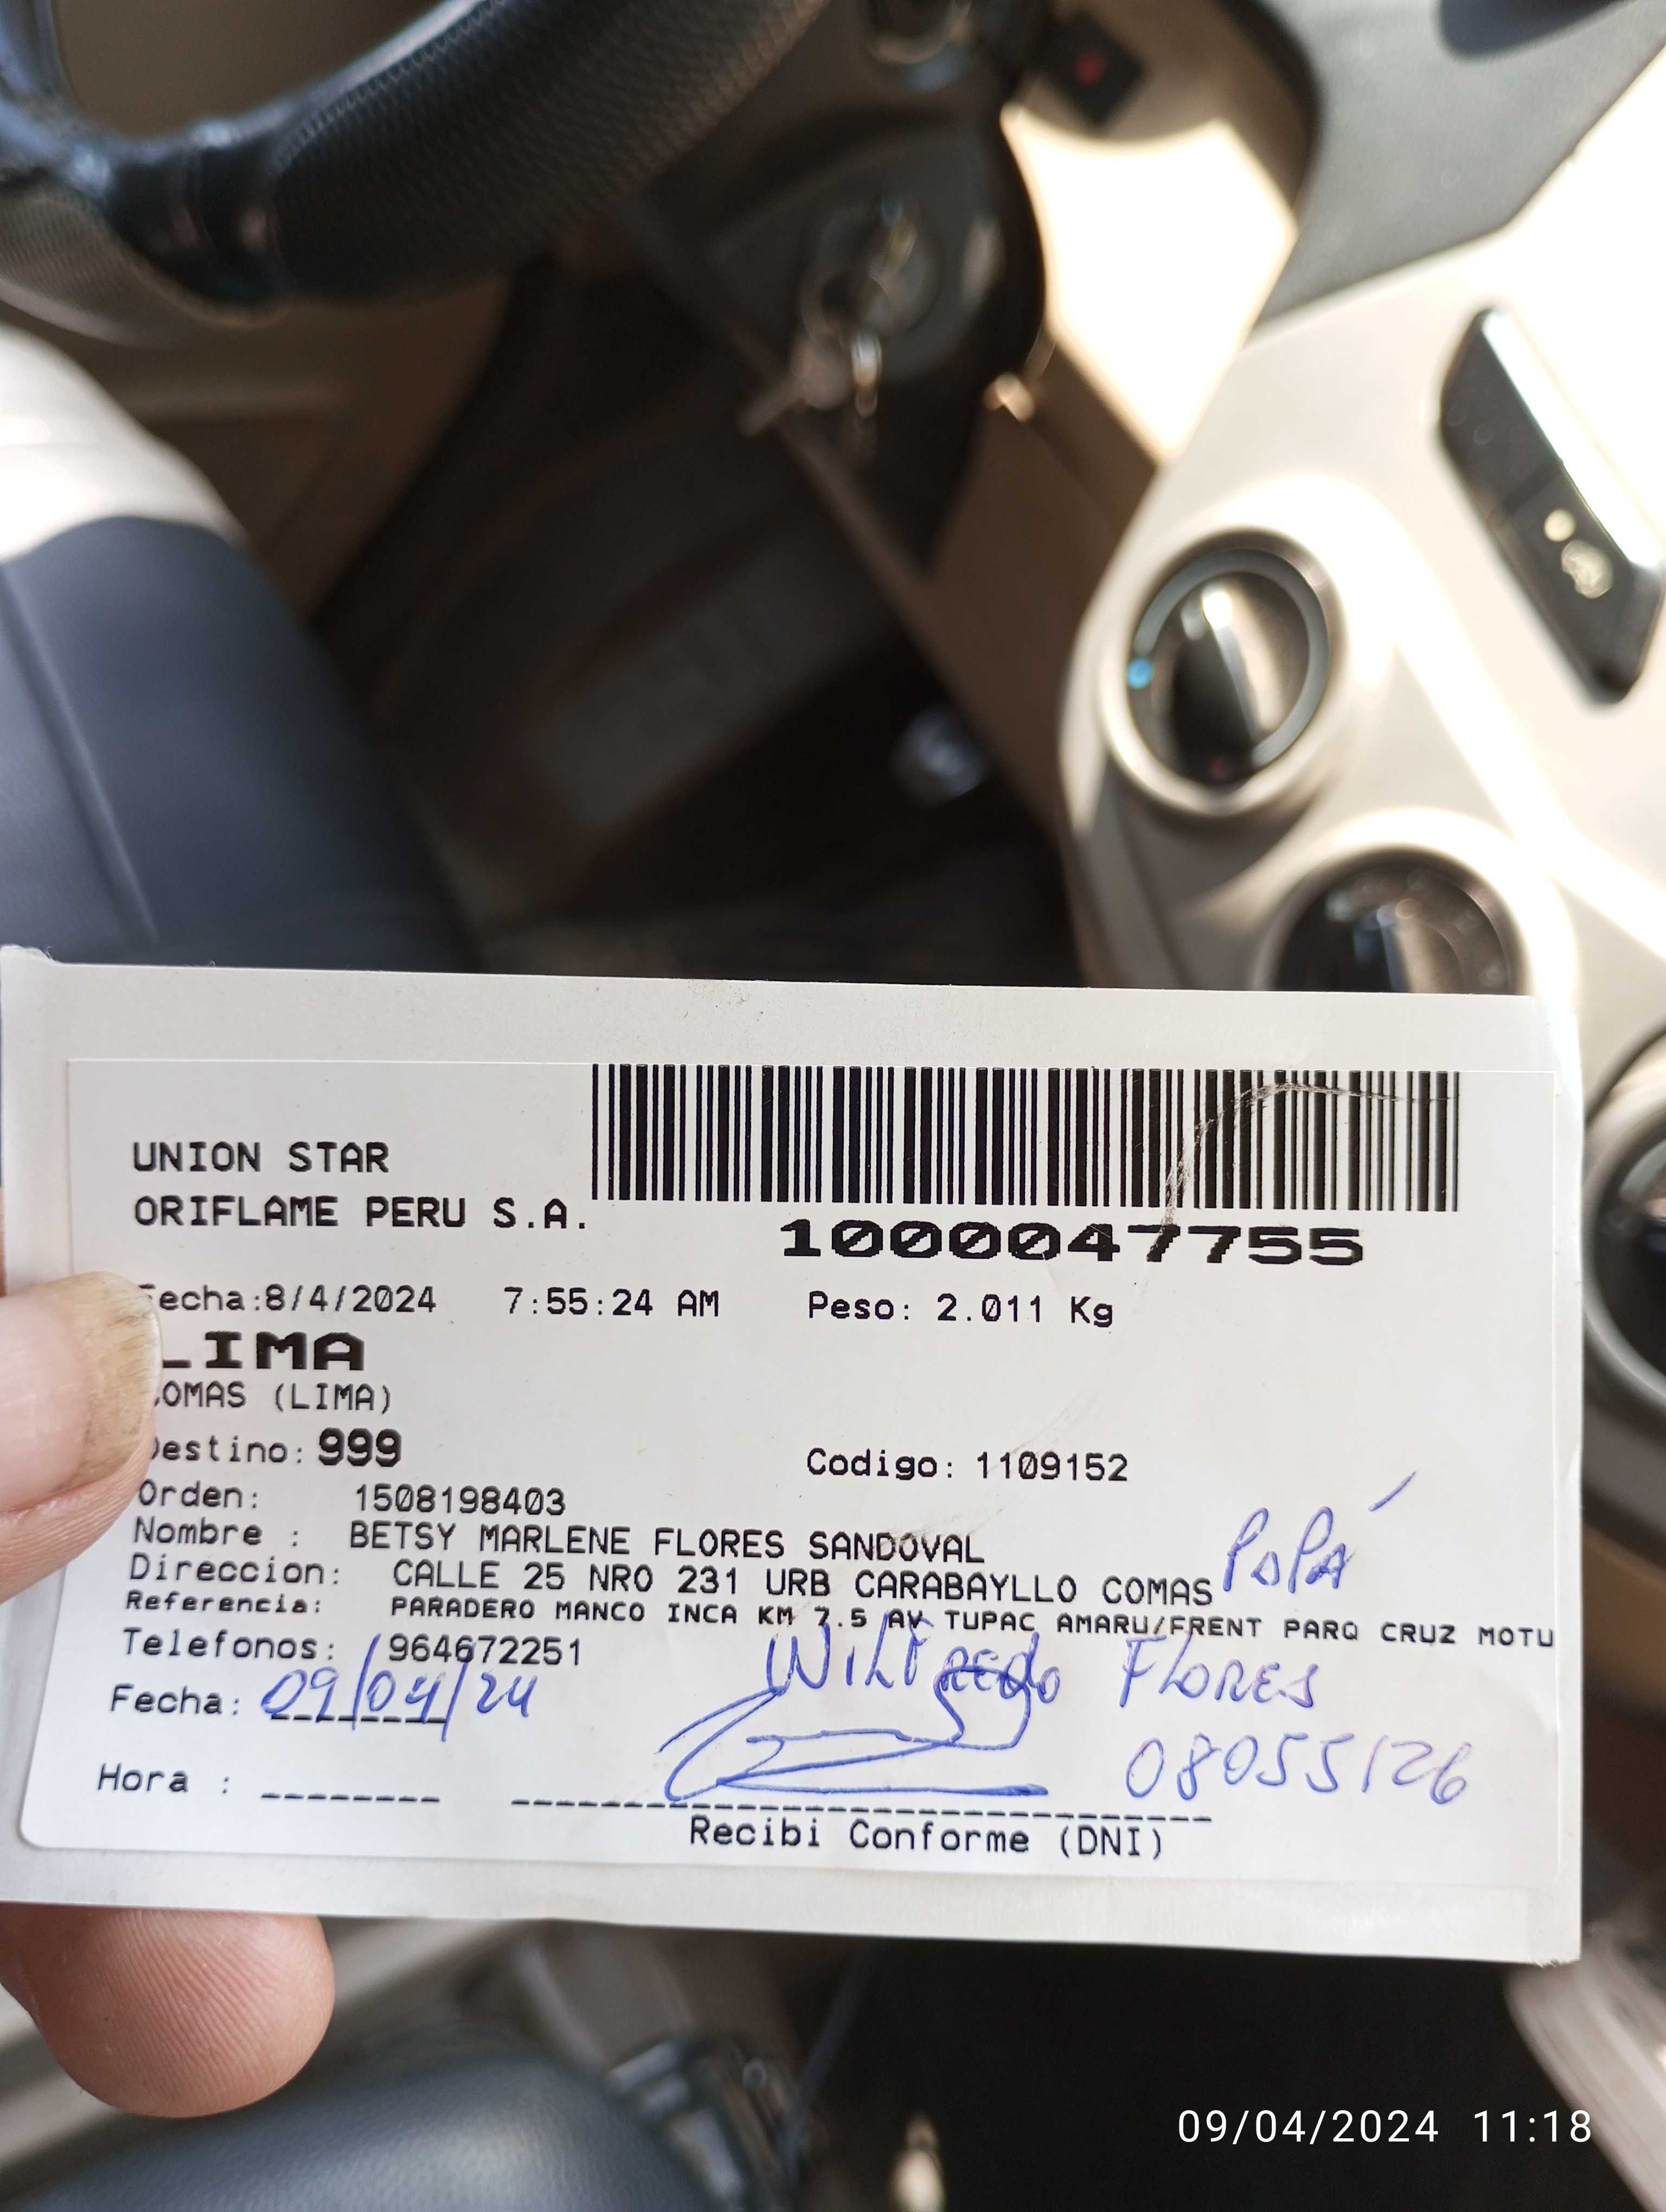 UNION STAR
ORIFLAME PERU S.A.
1000047755
Fecha:8/4/2024 7:55:24 AM Peso: 2.011 Kg
LIMA
COMAS (LIMA)
Destino: 999 Codigo: 1109152
Orden: 1508198403
Nombre : BETSY MARLENE FLORES SANDOVAL
Direccion: CALLE 25 NRO 231 URB CARABAYLLO COMAS PAPÁ
Referencia: PARADERO MANCO INCA KM 7.5 AV TUPAC AMARU/FRENT PARQ CRUZ MOTU
Telefonos: 964672251 WILFREDO FLORES
Fecha: 09/04/24
08055126
Hora :
Recibi Conforme (DNI)
09/04/2024 11:18